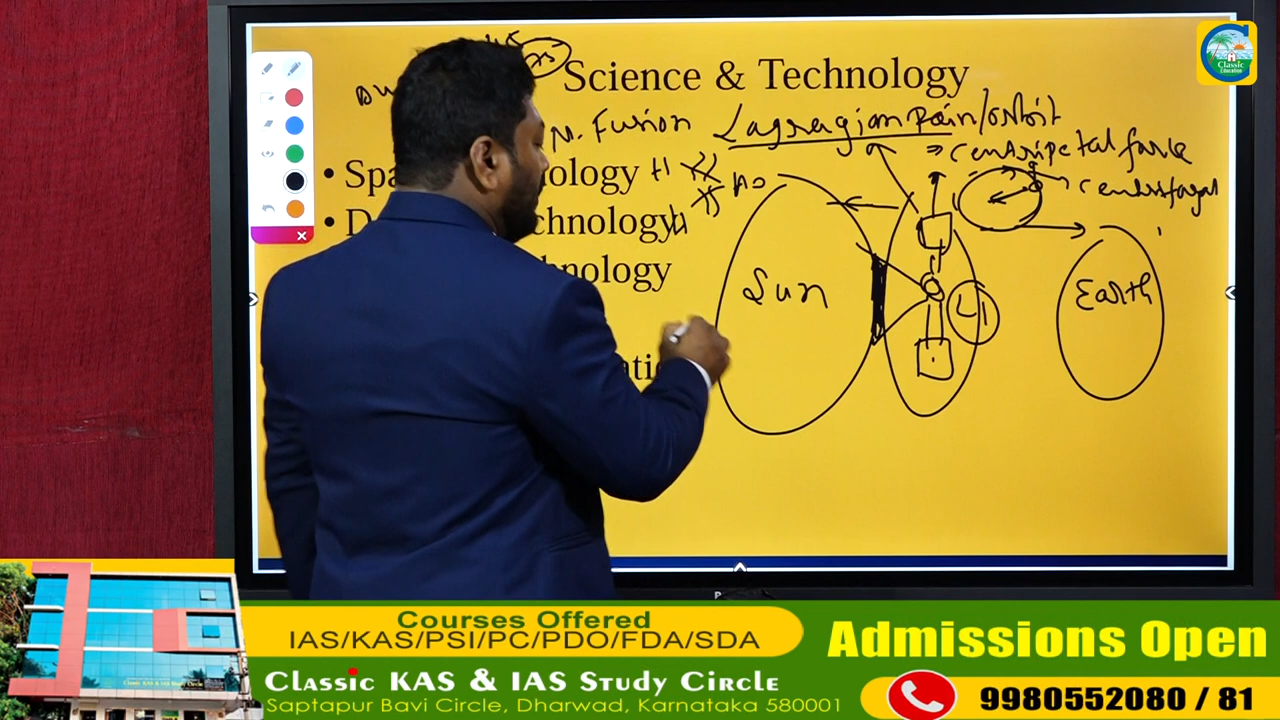 Classic
Education
Science & Technology
N. Fusion
Lagragian Poin/orbit
→ Centripetal force
Centrifugal
• Spa ology
H
• D chnology
nology
Sun
L1
Earth
Courses Offered
IAS/KAS/PSI/PC/PDO/FDA/SDA
Classic KAS & IAS Study Circle
Saptapur Bavi Circle, Dharwad, Karnataka 580001
Admissions Open
9980552080 / 81